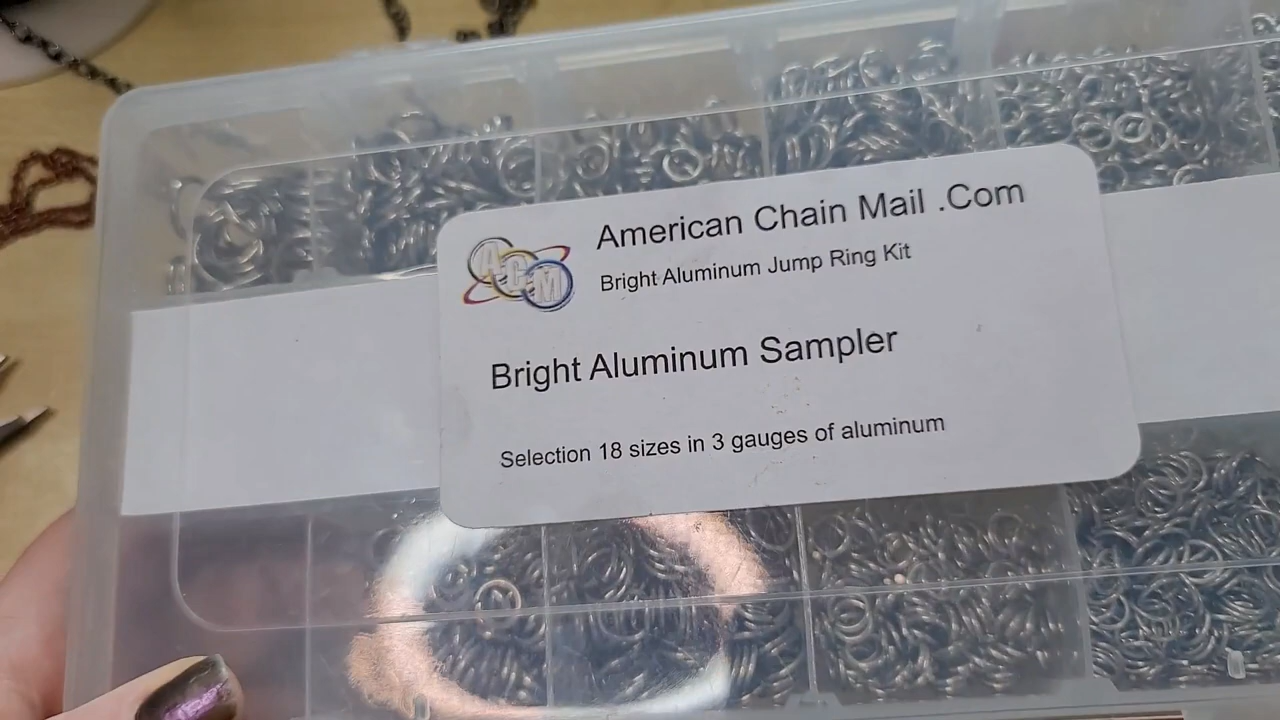 American Chain Mail .Com
ACM
Bright Aluminum Jump Ring Kit
Bright Aluminum Sampler
Selection 18 sizes in 3 gauges of aluminum